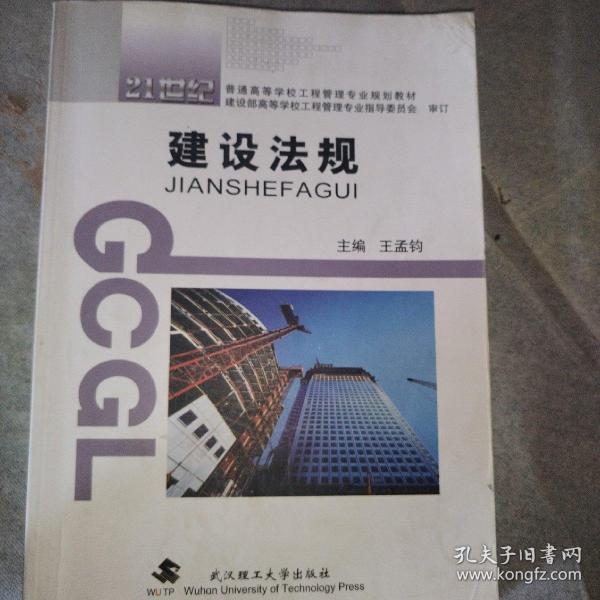 21世纪
普通高等学校工程管理专业规划教材
建设部高等学校工程管理专业指导委员会 审订
建设法规
JIANSHEFAGUI
主编 王孟钧
GCGL
武汉理工大学出版社
WUTP Wuhan University of Technology Press
孔夫子旧书网
www.kongfz.com